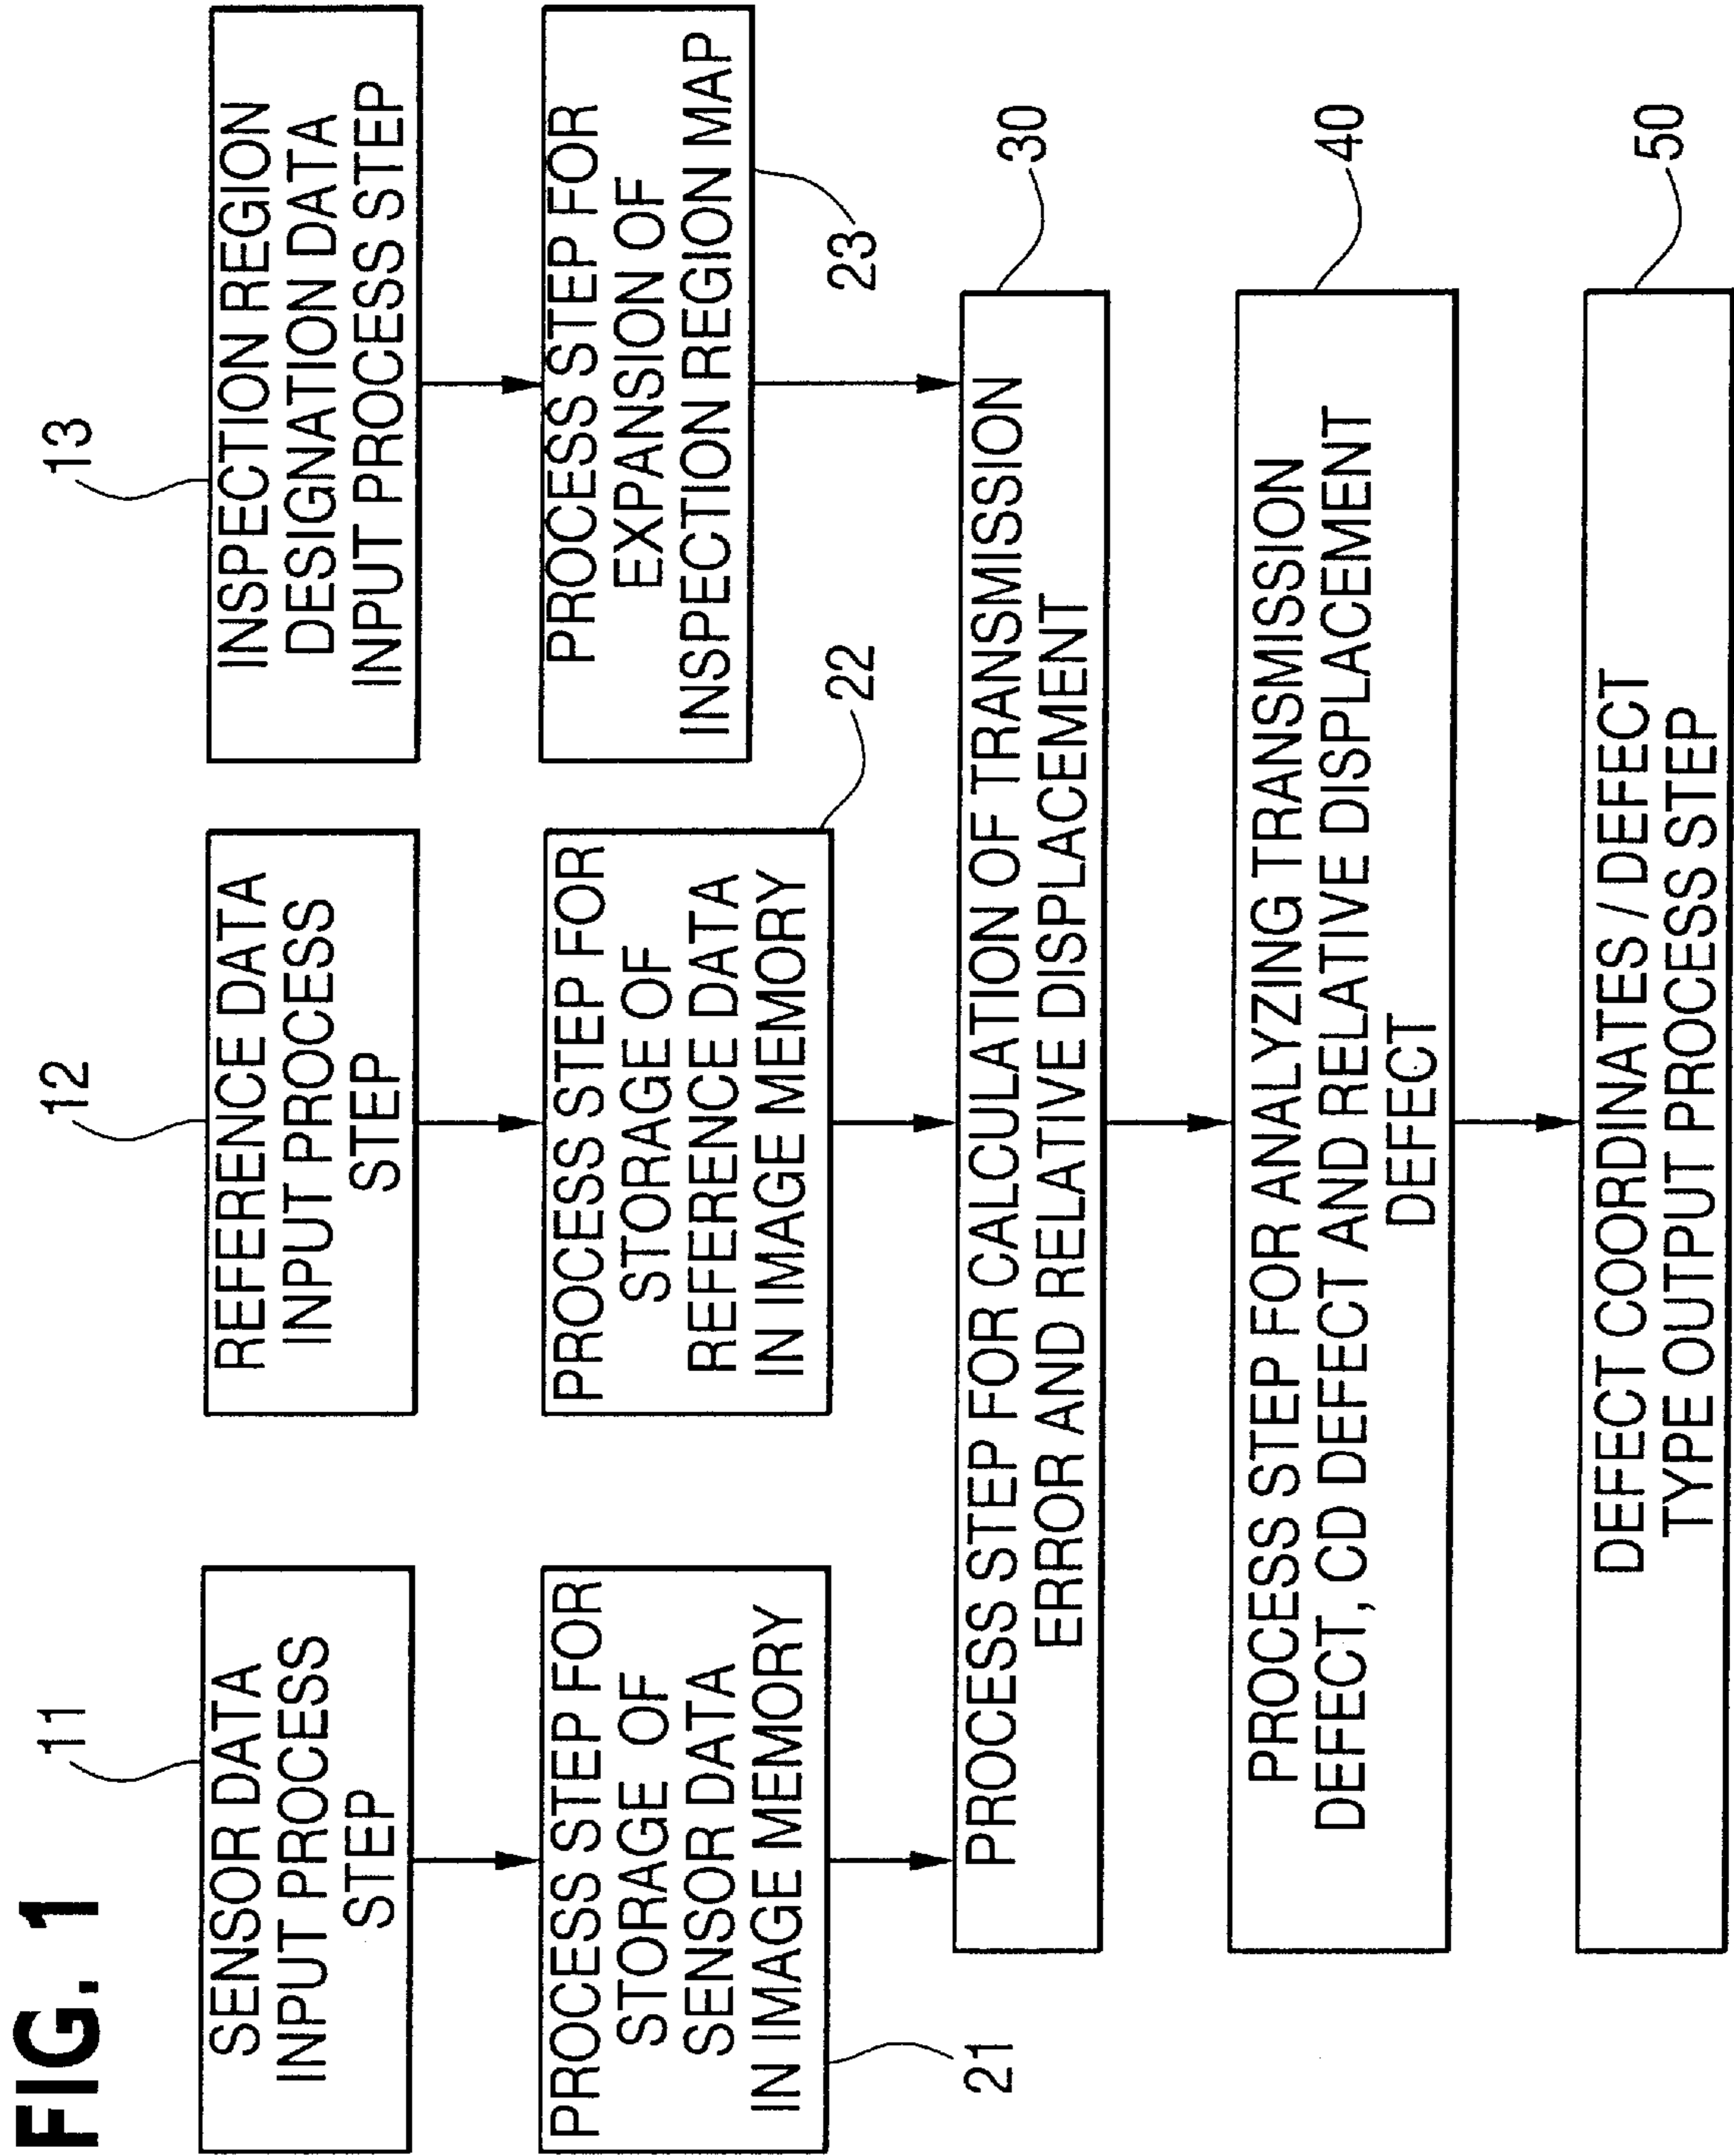 FIG. 1
11
SENSOR DATA
INPUT PROCESS
STEP
12
REFERENCE DATA
INPUT PROCESS
STEP
13
INSPECTION REGION
DESIGNATION DATA
INPUT PROCESS STEP
PROCESS STEP FOR
STORAGE OF
SENSOR DATA
IN IMAGE MEMORY
21
PROCESS STEP FOR
STORAGE OF
REFERENCE DATA
IN IMAGE MEMORY
22
PROCESS STEP FOR
EXPANSION OF
INSPECTION REGION MAP
23
PROCESS STEP FOR CALCULATION OF TRANSMISSION
ERROR AND RELATIVE DISPLACEMENT
30
PROCESS STEP FOR ANALYZING TRANSMISSION
DEFECT, CD DEFECT AND RELATIVE DISPLACEMENT
DEFECT
40
DEFECT COORDINATES / DEFECT
TYPE OUTPUT PROCESS STEP
50